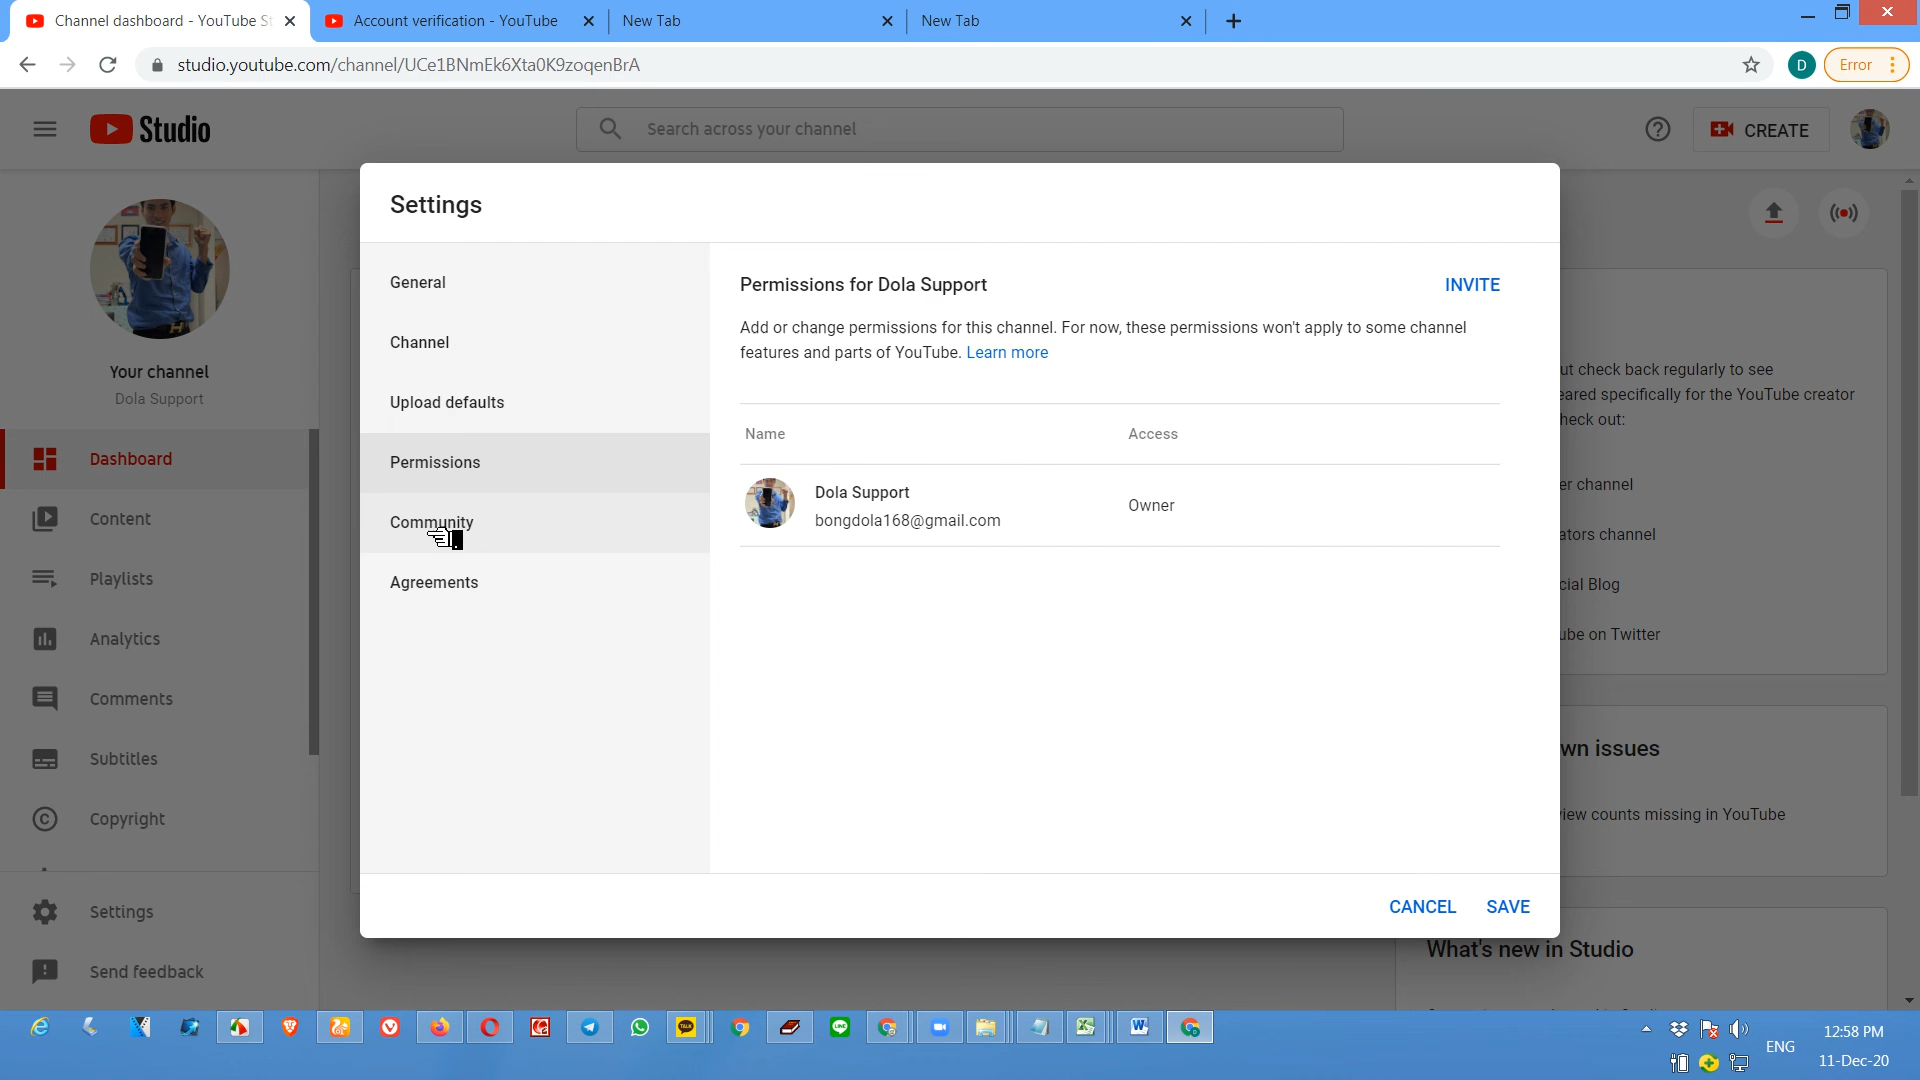 Channel dashboard - YouTube St
Account verification - YouTube
New Tab
New Tab
studio.youtube.com/channel/UCe1BNmEk6Xta0K9zoqenBrA
D
Error
Studio
Search across your channel
CREATE
Your channel
Dola Support
Dashboard
Content
Playlists
Analytics
Comments
Subtitles
Copyright
Settings
Send feedback
Settings
General
Channel
Upload defaults
Permissions
Community
Agreements
Permissions for Dola Support
INVITE
Add or change permissions for this channel. For now, these permissions won't apply to some channel
features and parts of YouTube. Learn more
Name
Access
Dola Support
bongdola168@gmail.com
Owner
CANCEL
SAVE
ut check back regularly to see
eared specifically for the YouTube creator
heck out:
er channel
ators channel
cial Blog
ube on Twitter
wn issues
view counts missing in YouTube
What's new in Studio
TALK
LINE
ENG
12:58 PM
11-Dec-20